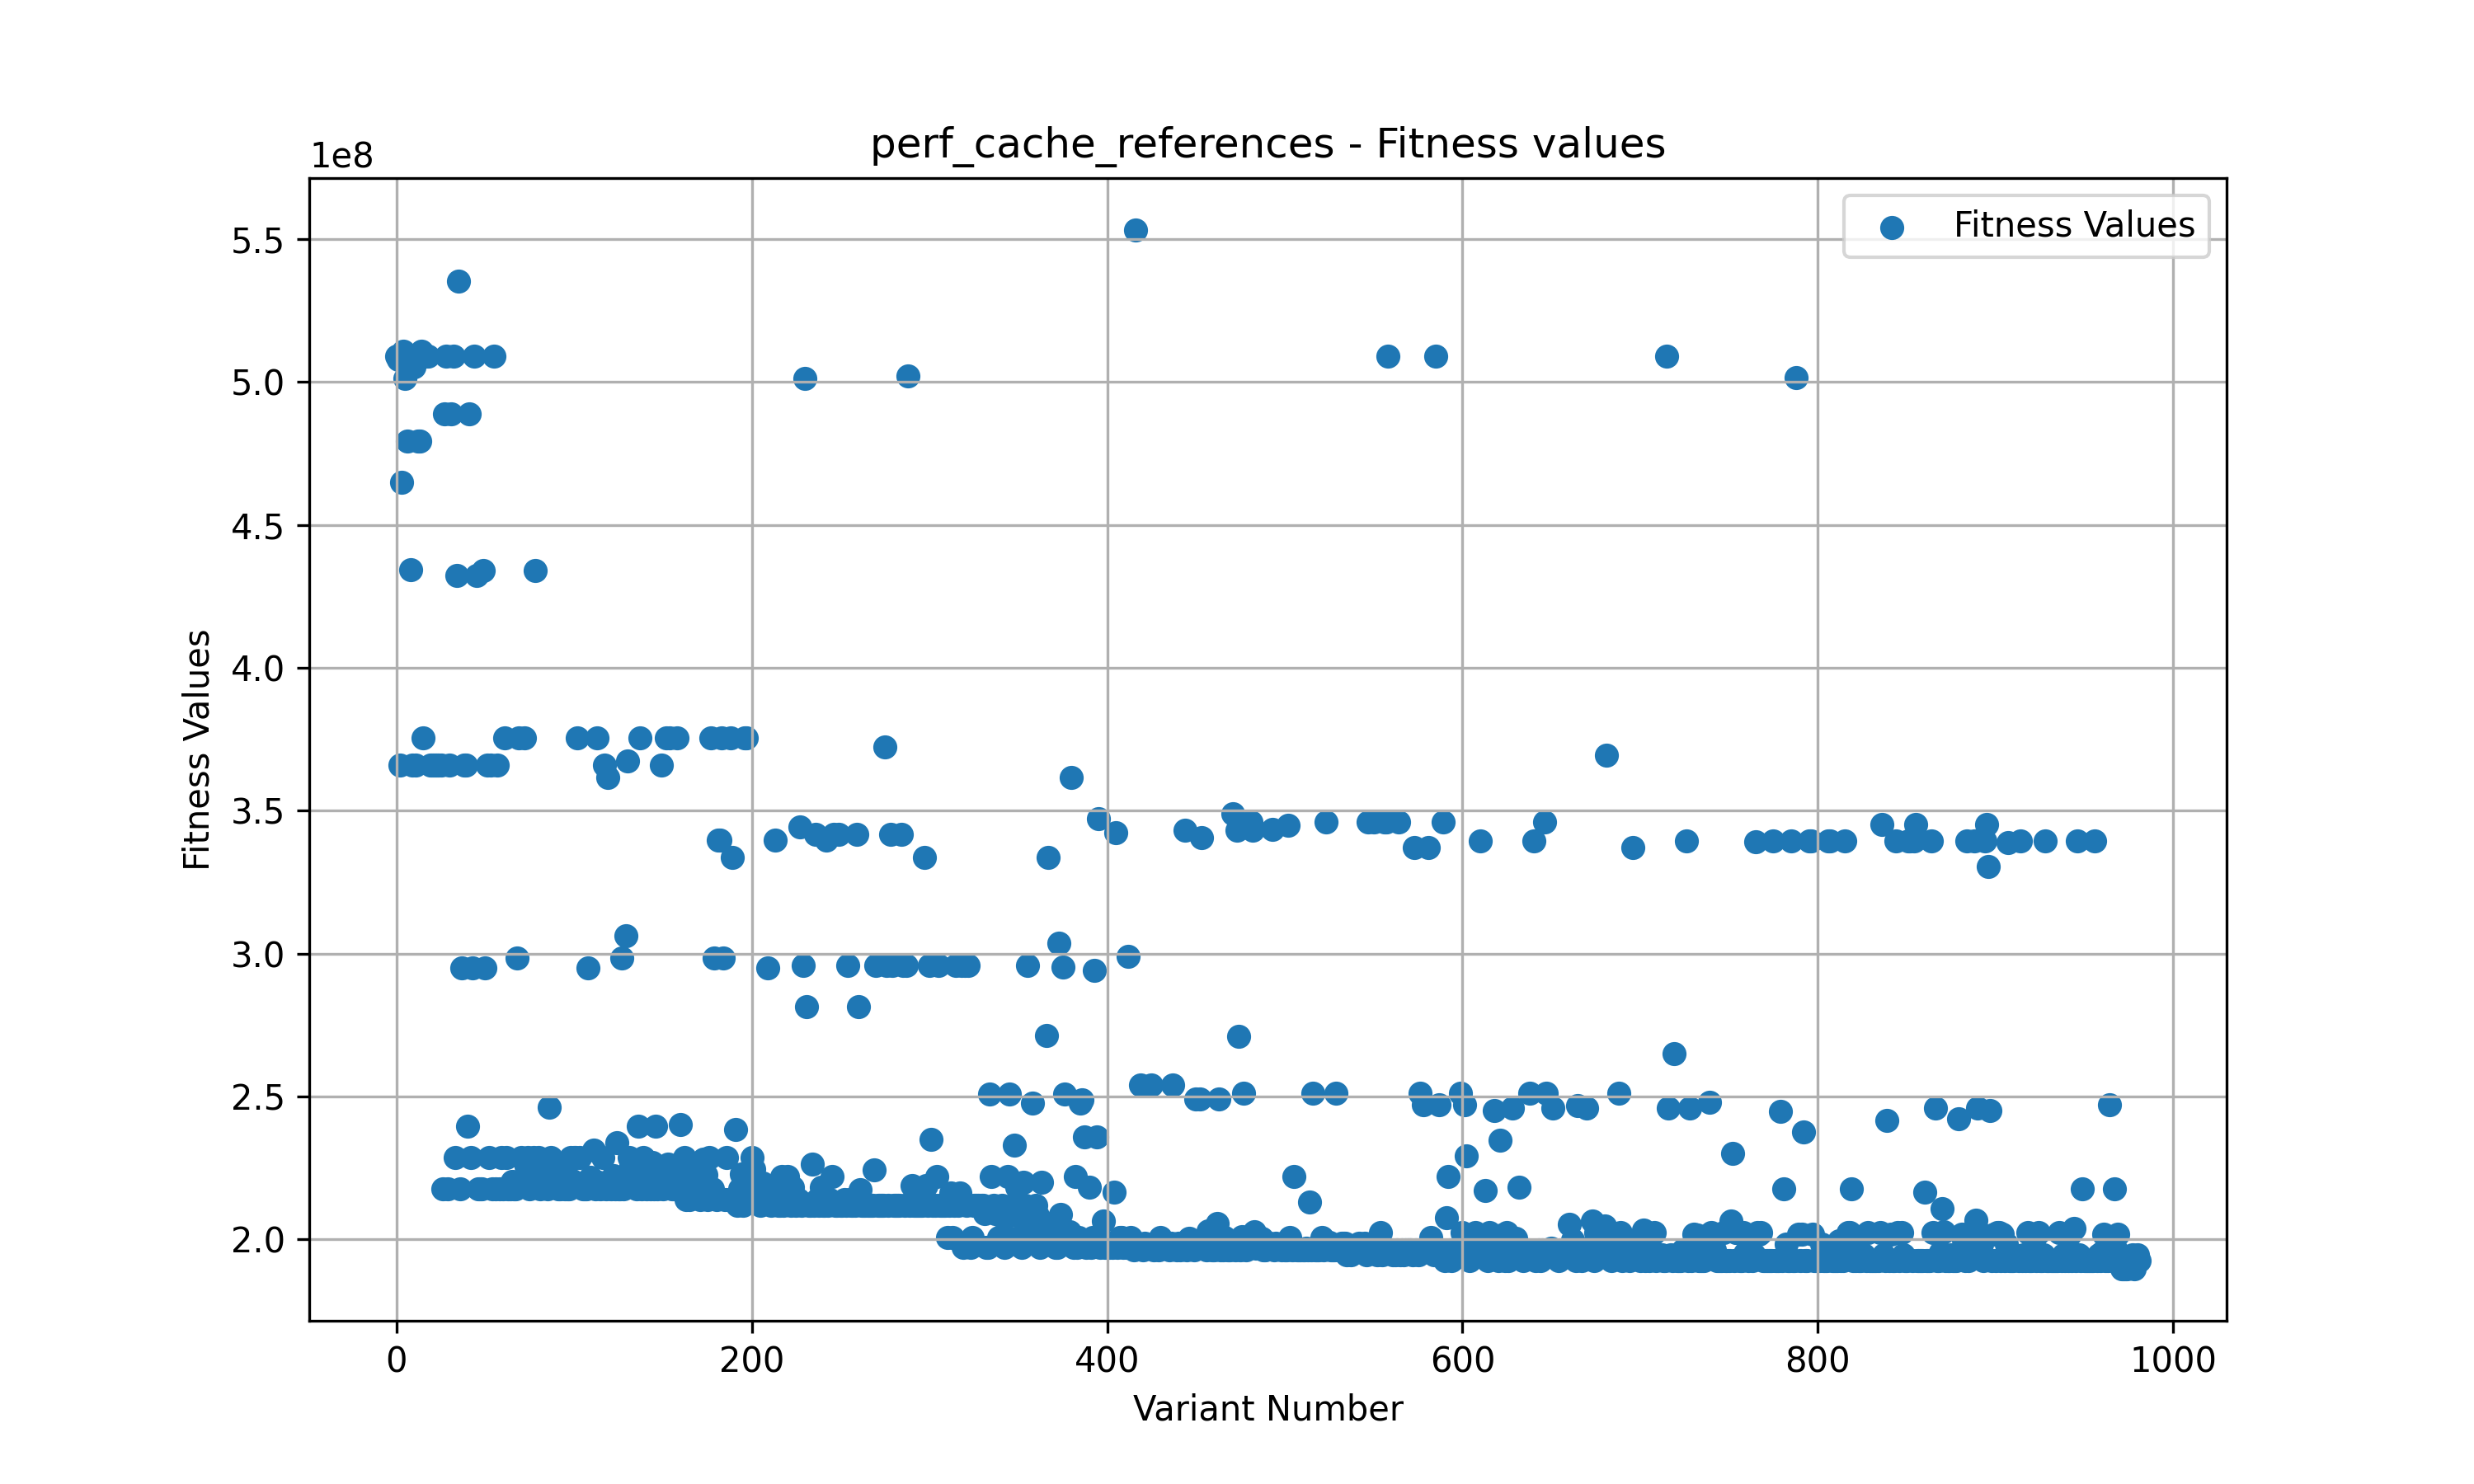 perf_cache_references - Fitness values
1e8
Fitness Values
5.5
5.0
4.5
4.0
3.5
3.0
2.5
2.0
Fitness Values
0 200 400 600 800 1000
Variant Number